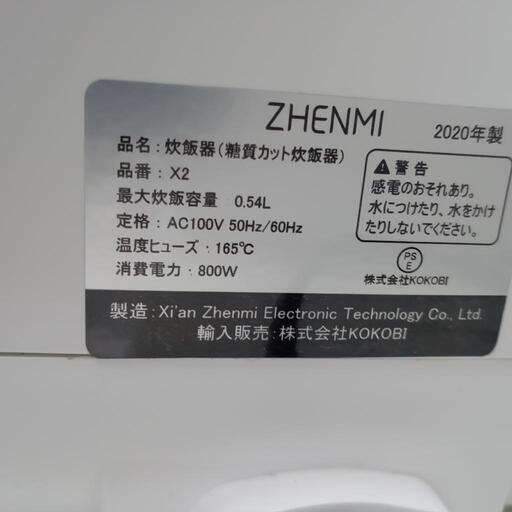 ZHENMI
2020年製
品名：炊飯器（糖質カット炊飯器）
品番：X2
最大炊飯容量　0.54L
定格：AC100V 50Hz/60Hz
温度ヒューズ：165℃
消費電力：800W
警告
感電のおそれあり。
水につけたり、水をかけ
たりしないでください。
PS
E
株式会社KOKOBI
製造：Xi'an Zhenmi Electronic Technology Co., Ltd.
輸入販売：株式会社KOKOBI